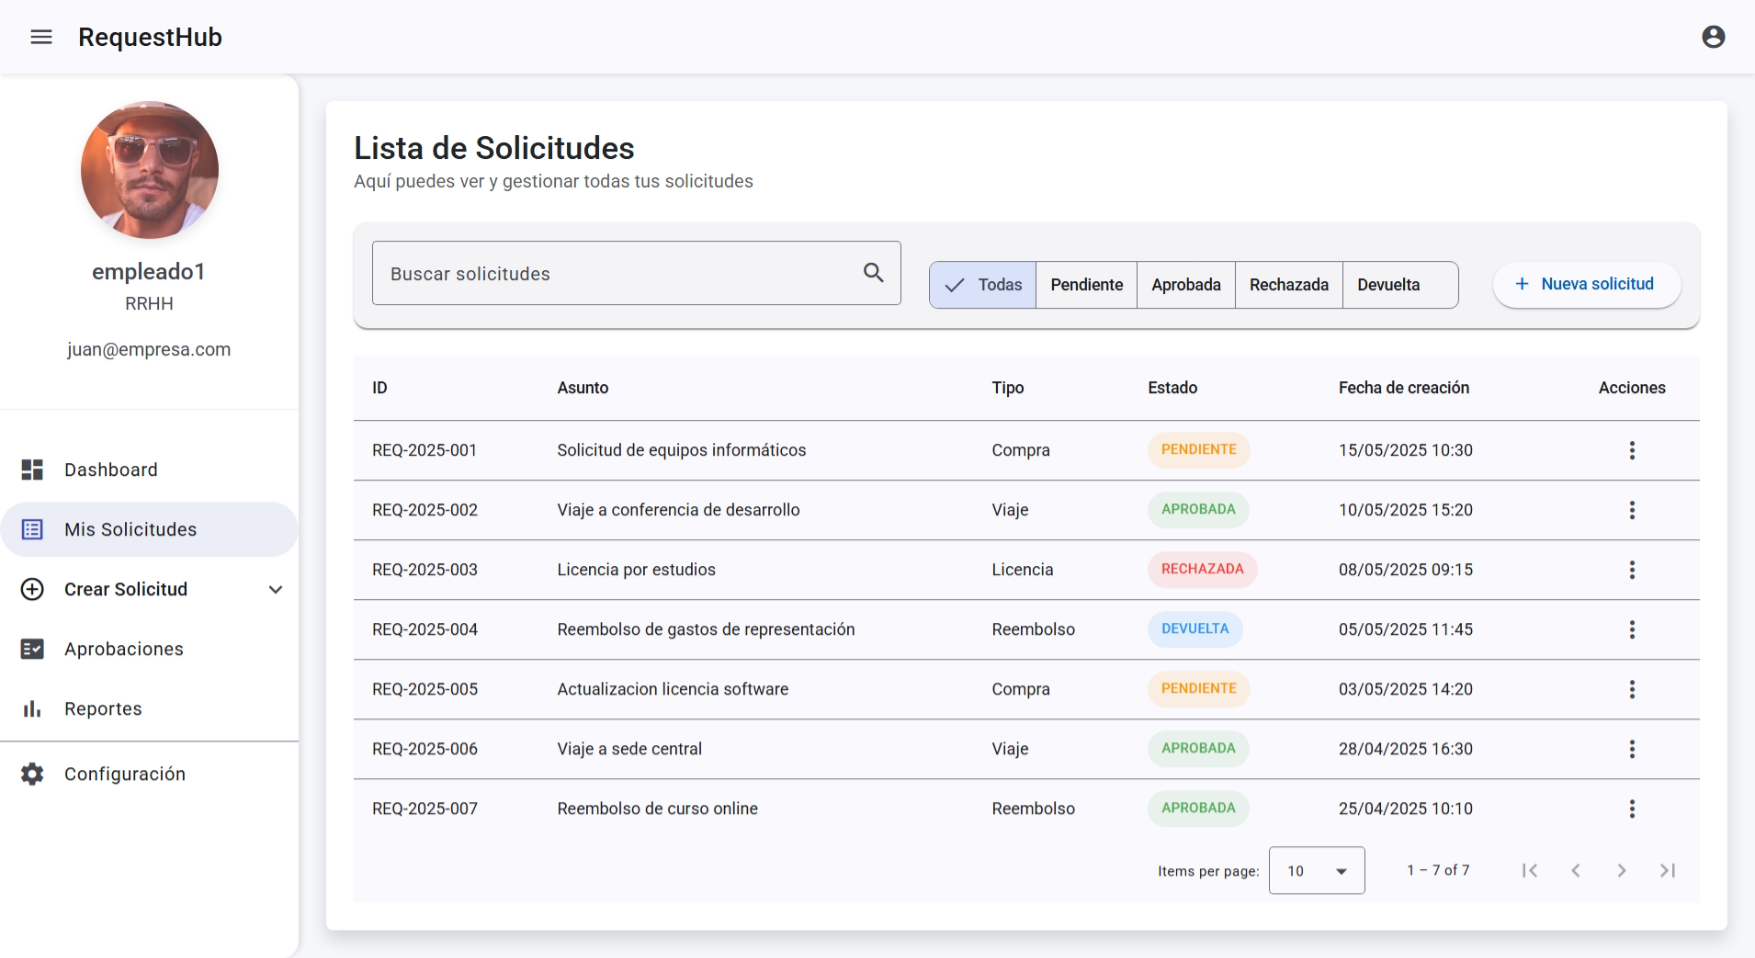 RequestHub
empleado1
RRHH
juan@empresa.com
Dashboard
Mis Solicitudes
Crear Solicitud
Aprobaciones
Reportes
Configuración
Lista de Solicitudes
Aquí puedes ver y gestionar todas tus solicitudes
Buscar solicitudes Todas Pendiente Aprobada Rechazada Devuelta + Nueva solicitud
ID Asunto Tipo Estado Fecha de creación Acciones
REQ-2025-001 Solicitud de equipos informáticos Compra PENDIENTE 15/05/2025 10:30
REQ-2025-002 Viaje a conferencia de desarrollo Viaje APROBADA 10/05/2025 15:20
REQ-2025-003 Licencia por estudios Licencia RECHAZADA 08/05/2025 09:15
REQ-2025-004 Reembolso de gastos de representación Reembolso DEVUELTA 05/05/2025 11:45
REQ-2025-005 Actualizacion licencia software Compra PENDIENTE 03/05/2025 14:20
REQ-2025-006 Viaje a sede central Viaje APROBADA 28/04/2025 16:30
REQ-2025-007 Reembolso de curso online Reembolso APROBADA 25/04/2025 10:10
Items per page: 10 1 – 7 of 7